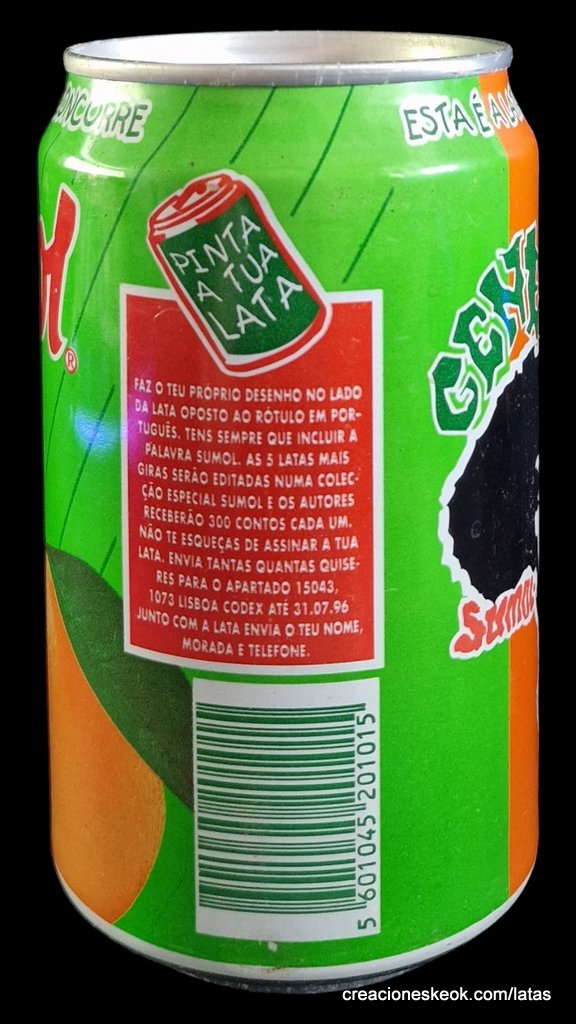 CONCORRE
ESTA É A
PINTA
A TUA
LATA
®
FAZ O TEU PRÓPRIO DESENHO NO LADO
DA LATA OPOSTO AO RÓTULO EM POR-
TUGUÊS. TENS SEMPRE QUE INCLUIR A
PALAVRA SUMOL. AS 5 LATAS MAIS
GIRAS SERÃO EDITADAS NUMA COLEC-
ÇÃO ESPECIAL SUMOL E OS AUTORES
RECEBERÃO 300 CONTOS CADA UM.
NÃO TE ESQUEÇAS DE ASSINAR A TUA
LATA. ENVIA TANTAS QUANTAS QUISE-
RES PARA O APARTADO 15043,
1073 LISBOA CODEX ATÉ 31.07.96
JUNTO COM A LATA ENVIA O TEU NOME,
MORADA E TELEFONE.
Sumol
5 601045 201015
creacioneskeok.com/latas